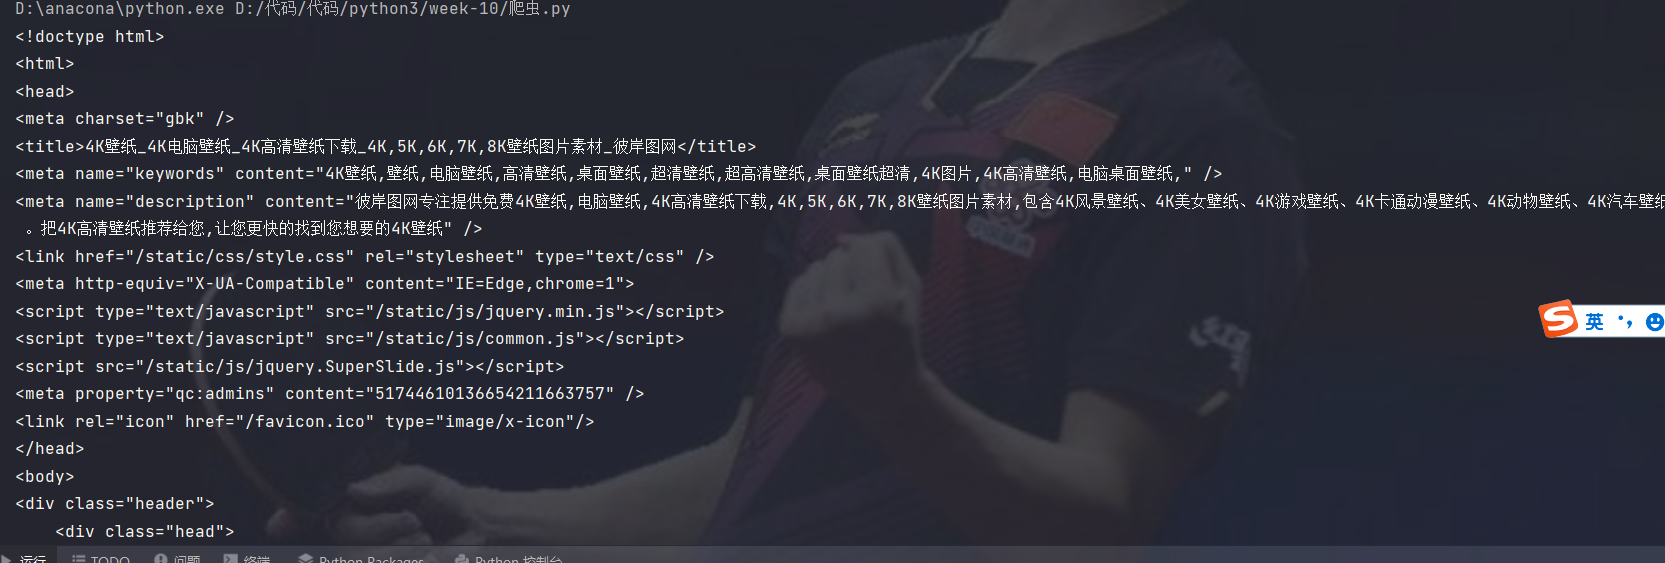 D:\anacona\python.exe D:/代码/代码/python3/week-10/爬虫.py
<!doctype html>
<html>
<head>
<meta charset="gbk" />
<title>4K壁纸_4K电脑壁纸_4K高清壁纸下载_4K,5K,6K,7K,8K壁纸图片素材_彼岸图网</title>
<meta name="keywords" content="4K壁纸,壁纸,电脑壁纸,高清壁纸,桌面壁纸,超清壁纸,超高清壁纸,桌面壁纸超清,4K图片,4K高清壁纸,电脑桌面壁纸," />
<meta name="description" content="彼岸图网专注提供免费4K壁纸,电脑壁纸,4K高清壁纸下载,4K,5K,6K,7K,8K壁纸图片素材,包含4K风景壁纸、4K美女壁纸、4K游戏壁纸、4K卡通动漫壁纸、4K动物壁纸、4K汽车壁纸
。把4K高清壁纸推荐给您,让您更快的找到您想要的4K壁纸" />
<link href="/static/css/style.css" rel="stylesheet" type="text/css" />
<meta http-equiv="X-UA-Compatible" content="IE=Edge,chrome=1">
<script type="text/javascript" src="/static/js/jquery.min.js"></script>
<script type="text/javascript" src="/static/js/common.js"></script>
<script src="/static/js/jquery.SuperSlide.js"></script>
<meta property="qc:admins" content="51744610136654211663757" />
<link rel="icon" href="/favicon.ico" type="image/x-icon"/>
</head>
<body>
<div class="header">
<div class="head">
英
运行 TODO 问题 终端 Python Packages Python 控制台